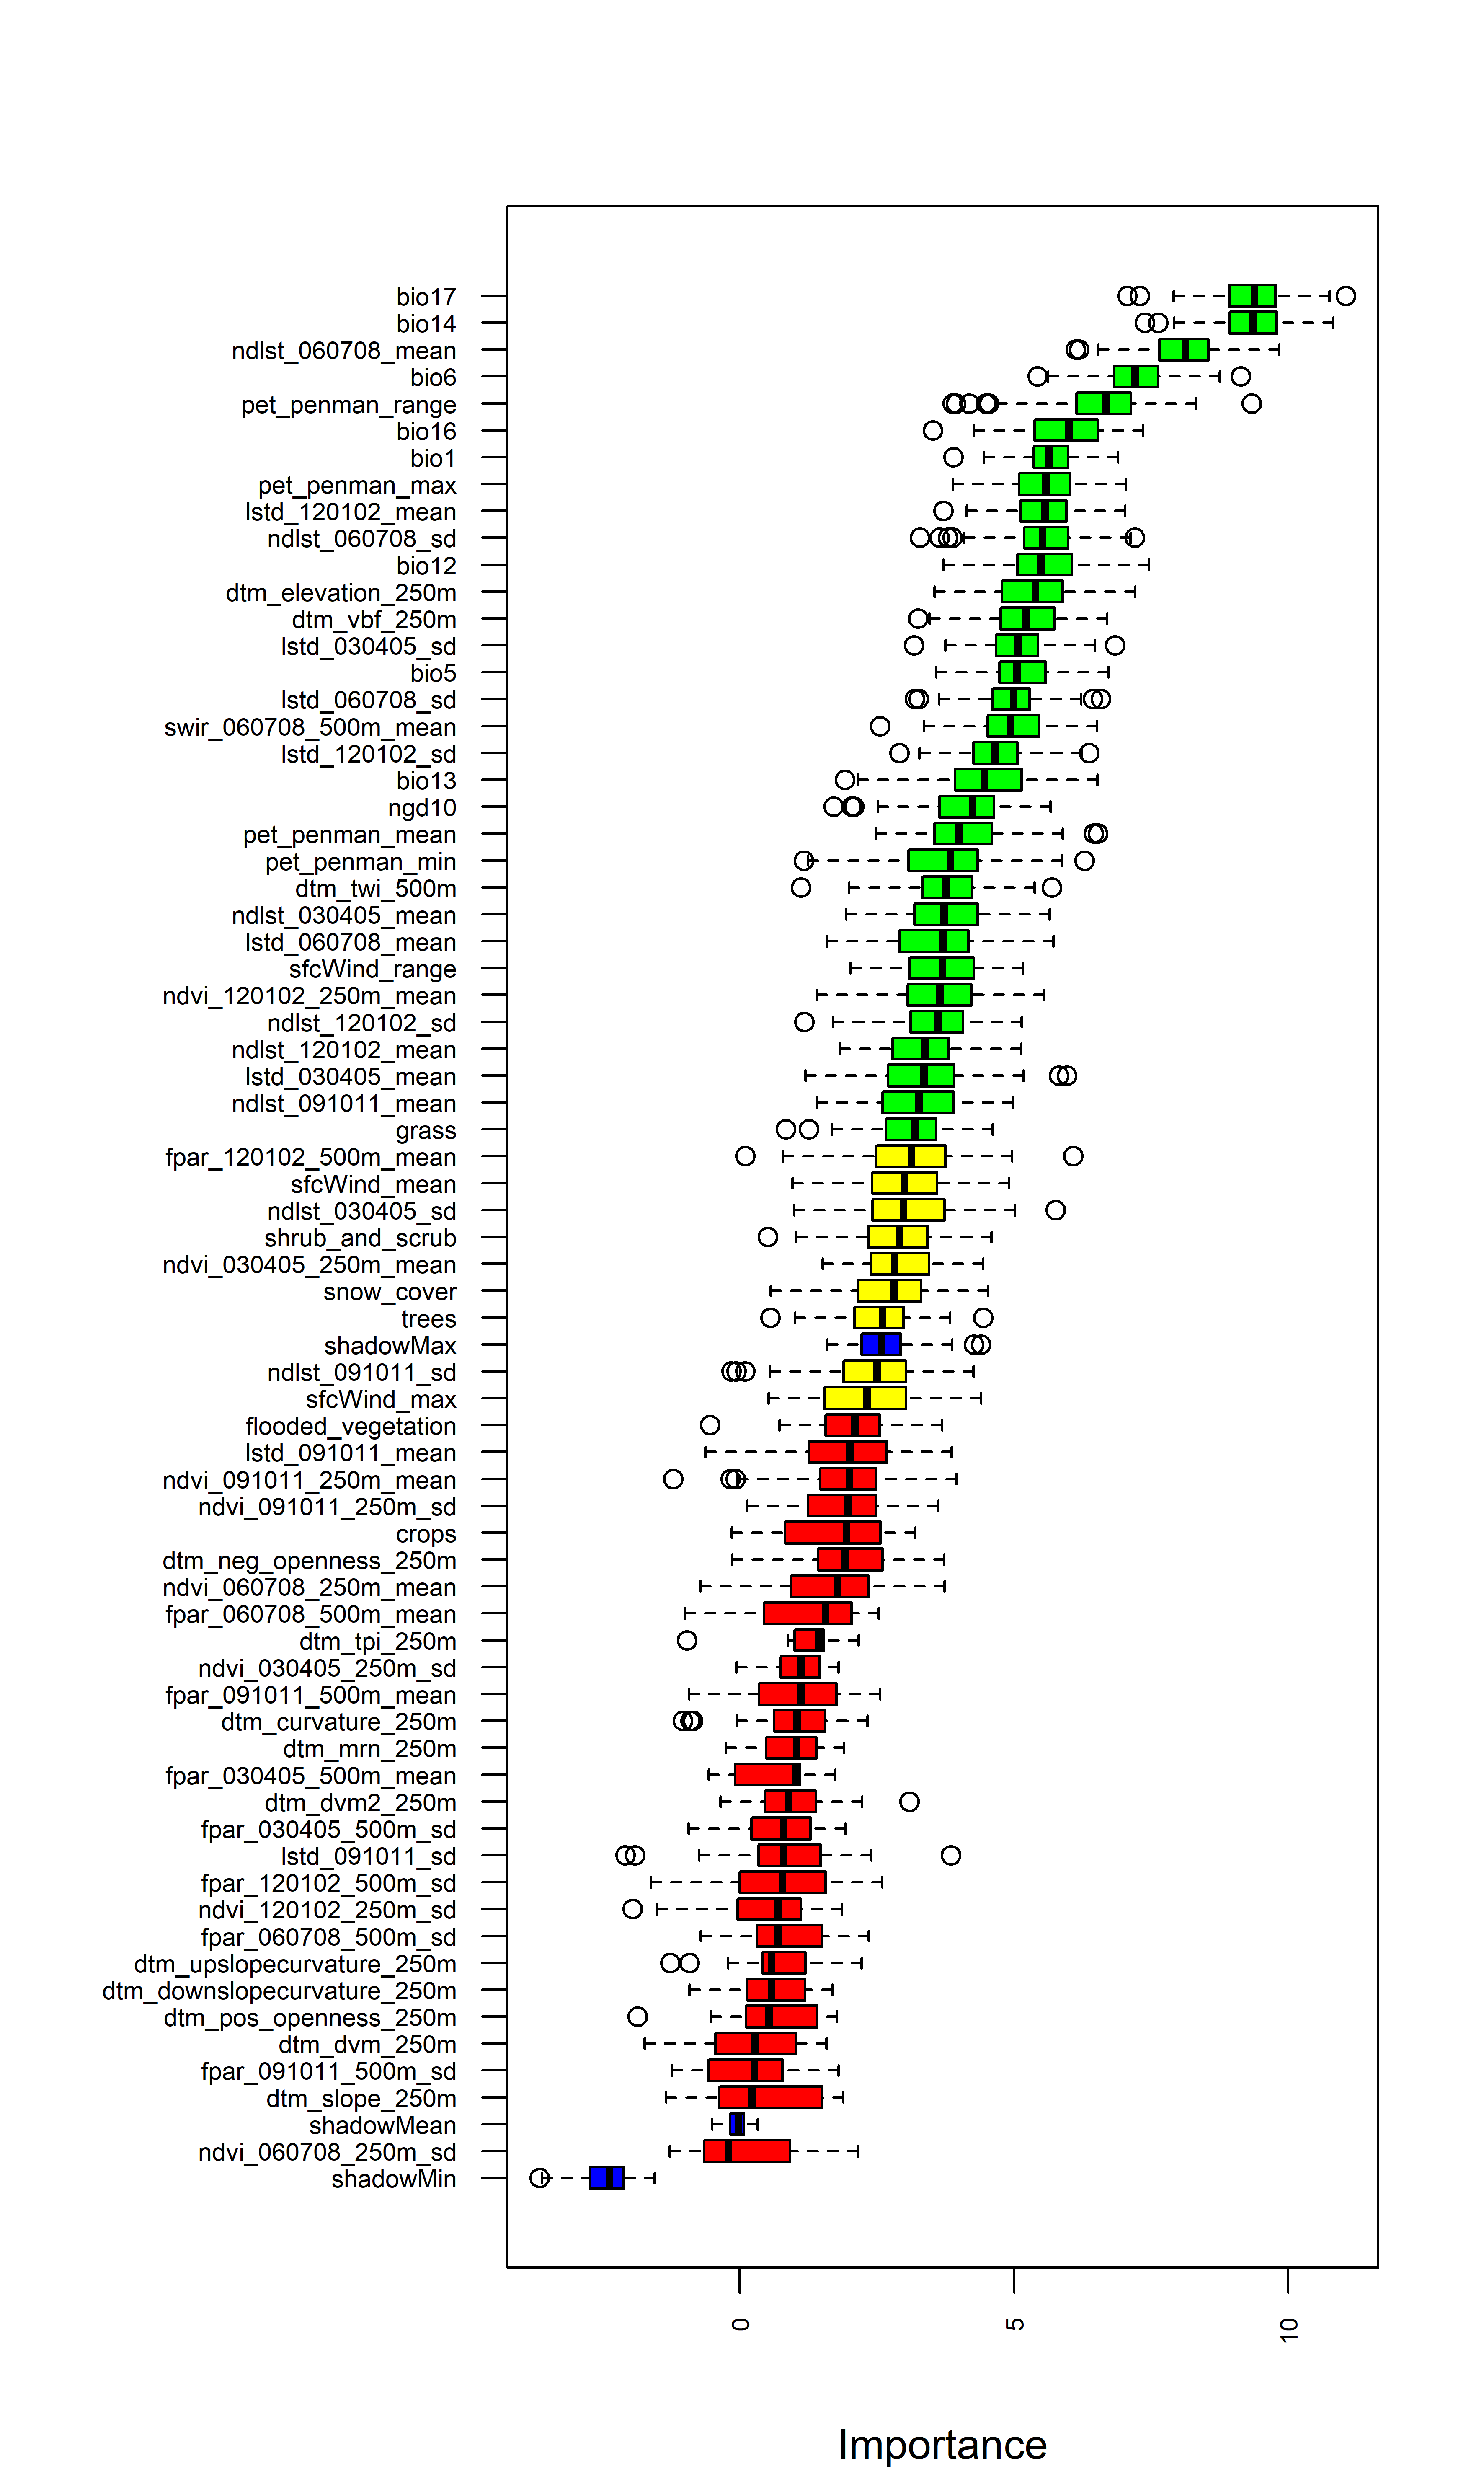 bio17
bio14
ndlst_060708_mean
bio6
pet_penman_range
bio16
bio1
pet_penman_max
lstd_120102_mean
ndlst_060708_sd
bio12
dtm_elevation_250m
dtm_vbf_250m
lstd_030405_sd
bio5
lstd_060708_sd
swir_060708_500m_mean
lstd_120102_sd
bio13
ngd10
pet_penman_mean
pet_penman_min
dtm_twi_500m
ndlst_030405_mean
lstd_060708_mean
sfcWind_range
ndvi_120102_250m_mean
ndlst_120102_sd
ndlst_120102_mean
lstd_030405_mean
ndlst_091011_mean
grass
fpar_120102_500m_mean
sfcWind_mean
ndlst_030405_sd
shrub_and_scrub
ndvi_030405_250m_mean
snow_cover
trees
shadowMax
ndlst_091011_sd
sfcWind_max
flooded_vegetation
lstd_091011_mean
ndvi_091011_250m_mean
ndvi_091011_250m_sd
crops
dtm_neg_openness_250m
ndvi_060708_250m_mean
fpar_060708_500m_mean
dtm_tpi_250m
ndvi_030405_250m_sd
fpar_091011_500m_mean
dtm_curvature_250m
dtm_mrn_250m
fpar_030405_500m_mean
dtm_dvm2_250m
fpar_030405_500m_sd
lstd_091011_sd
fpar_120102_500m_sd
ndvi_120102_250m_sd
fpar_060708_500m_sd
dtm_upslopecurvature_250m
dtm_downslopecurvature_250m
dtm_pos_openness_250m
dtm_dvm_250m
fpar_091011_500m_sd
dtm_slope_250m
shadowMean
ndvi_060708_250m_sd
shadowMin
0 5 10
Importance